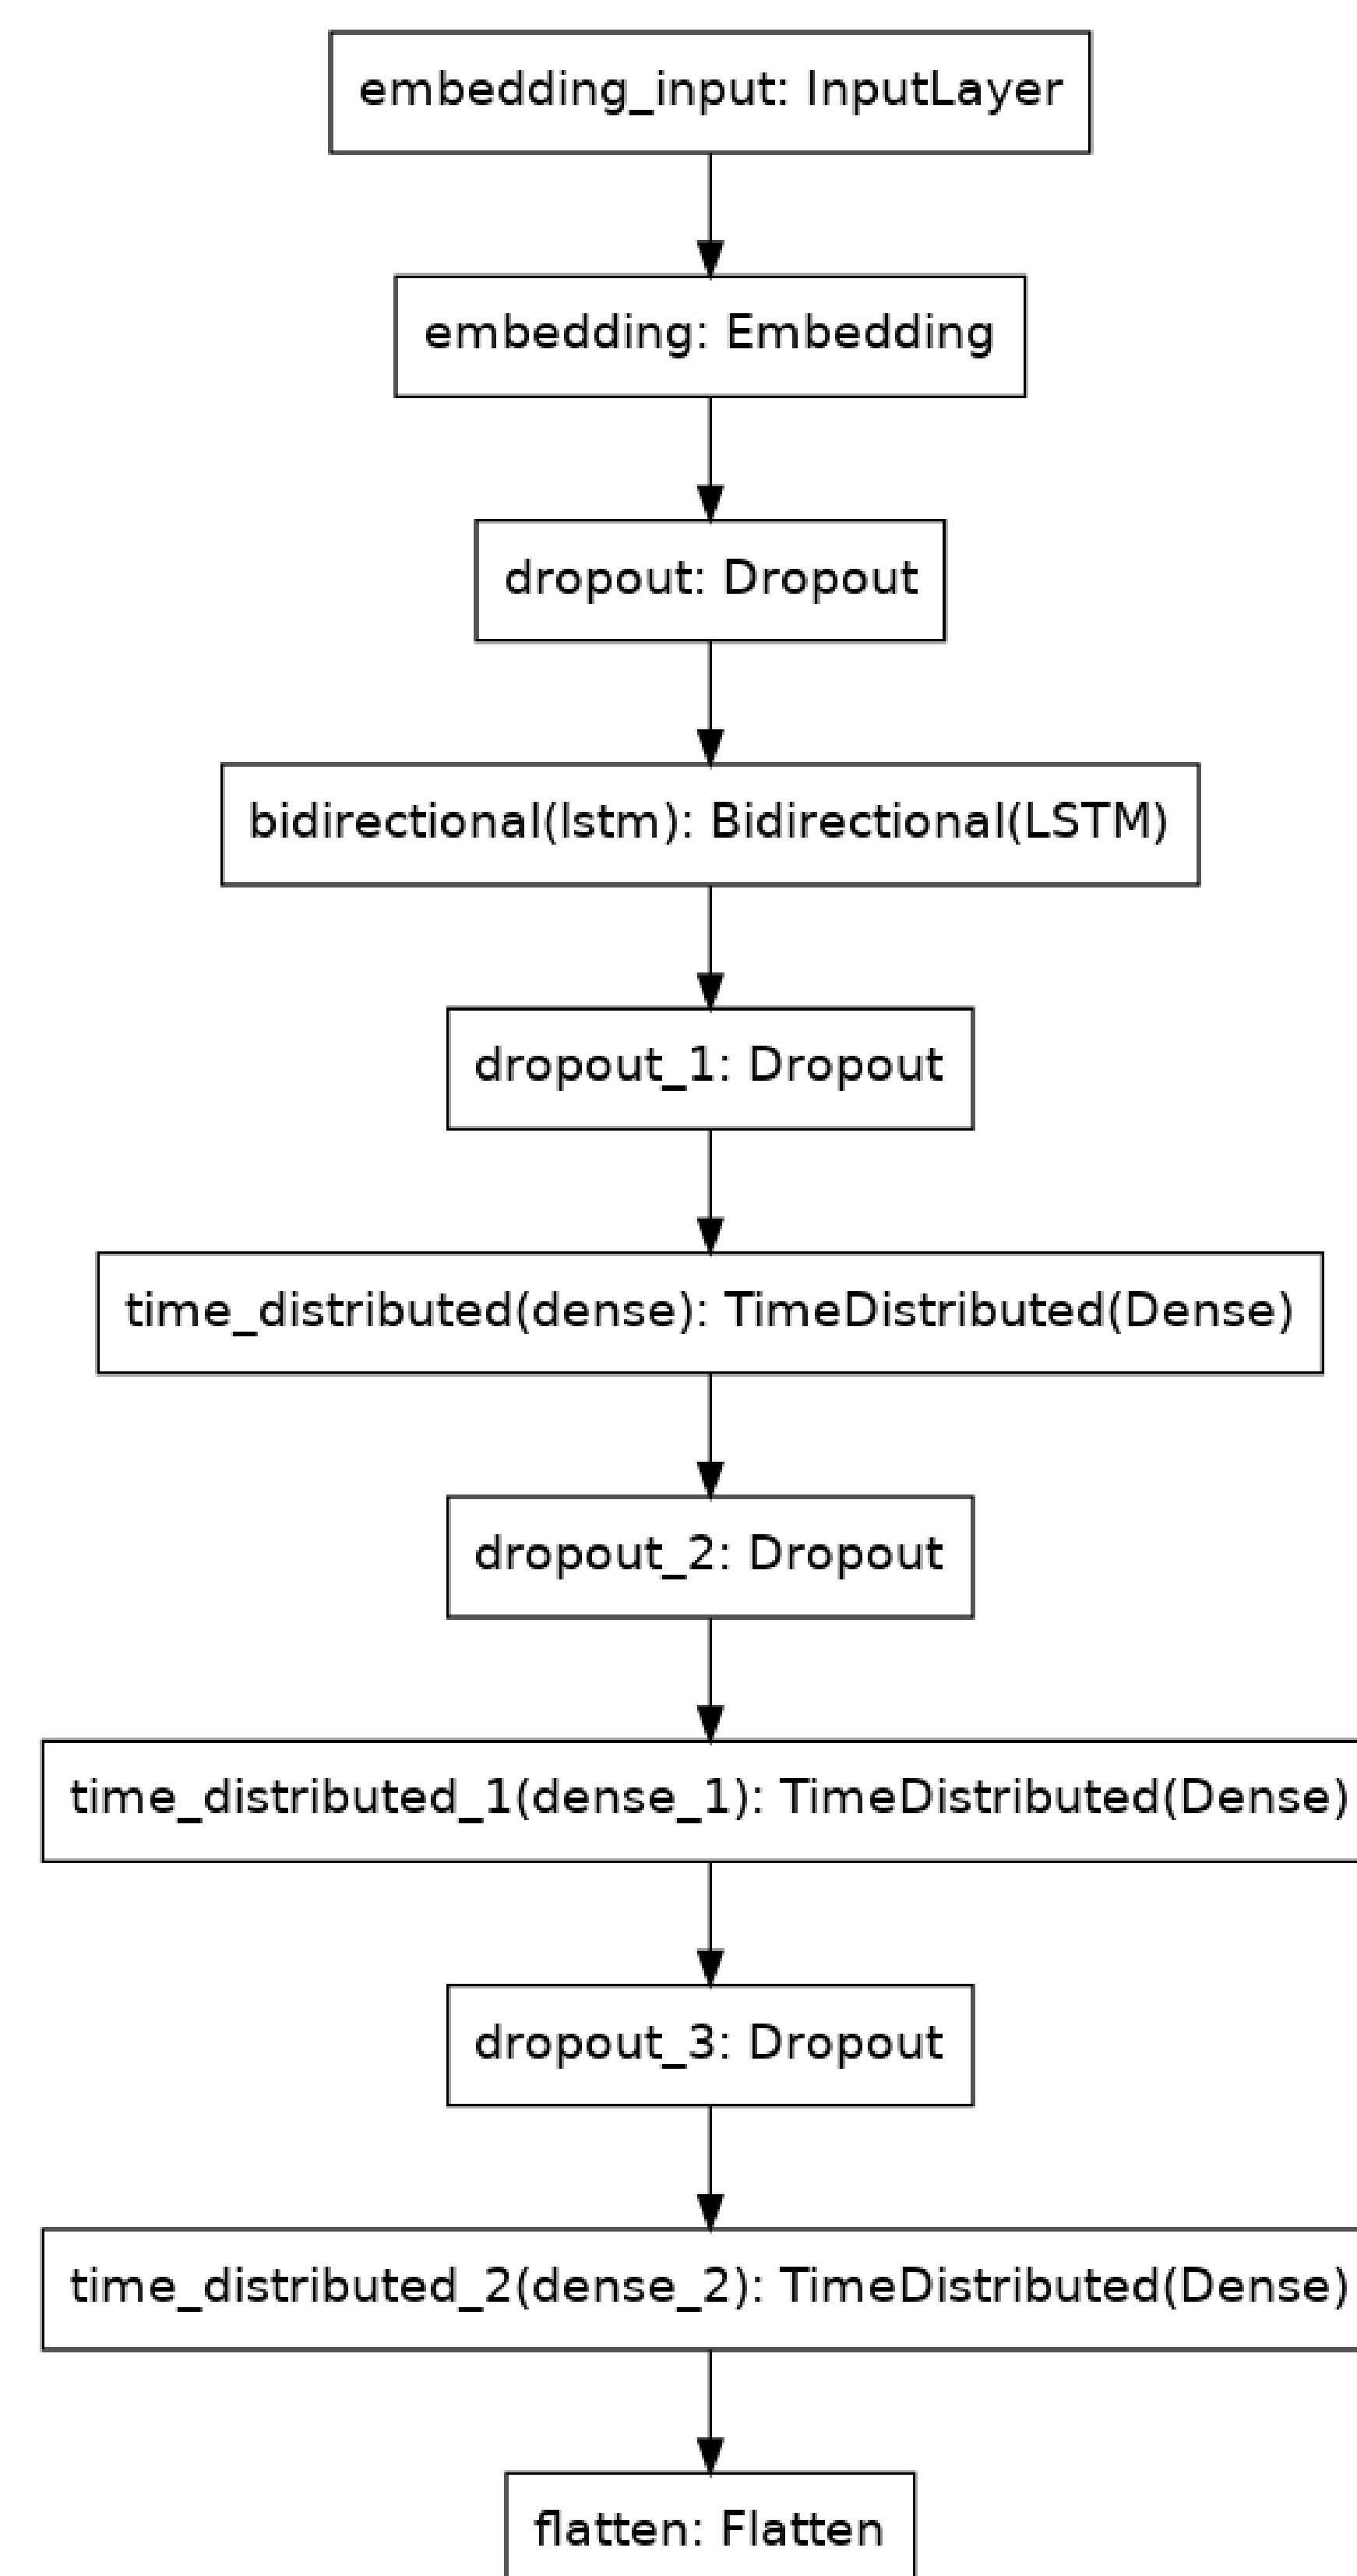 embedding_input: InputLayer
embedding: Embedding
dropout: Dropout
bidirectional(lstm): Bidirectional(LSTM)
dropout_1: Dropout
time_distributed(dense): TimeDistributed(Dense)
dropout_2: Dropout
time_distributed_1(dense_1): TimeDistributed(Dense)
dropout_3: Dropout
time_distributed_2(dense_2): TimeDistributed(Dense)
flatten: Flatten